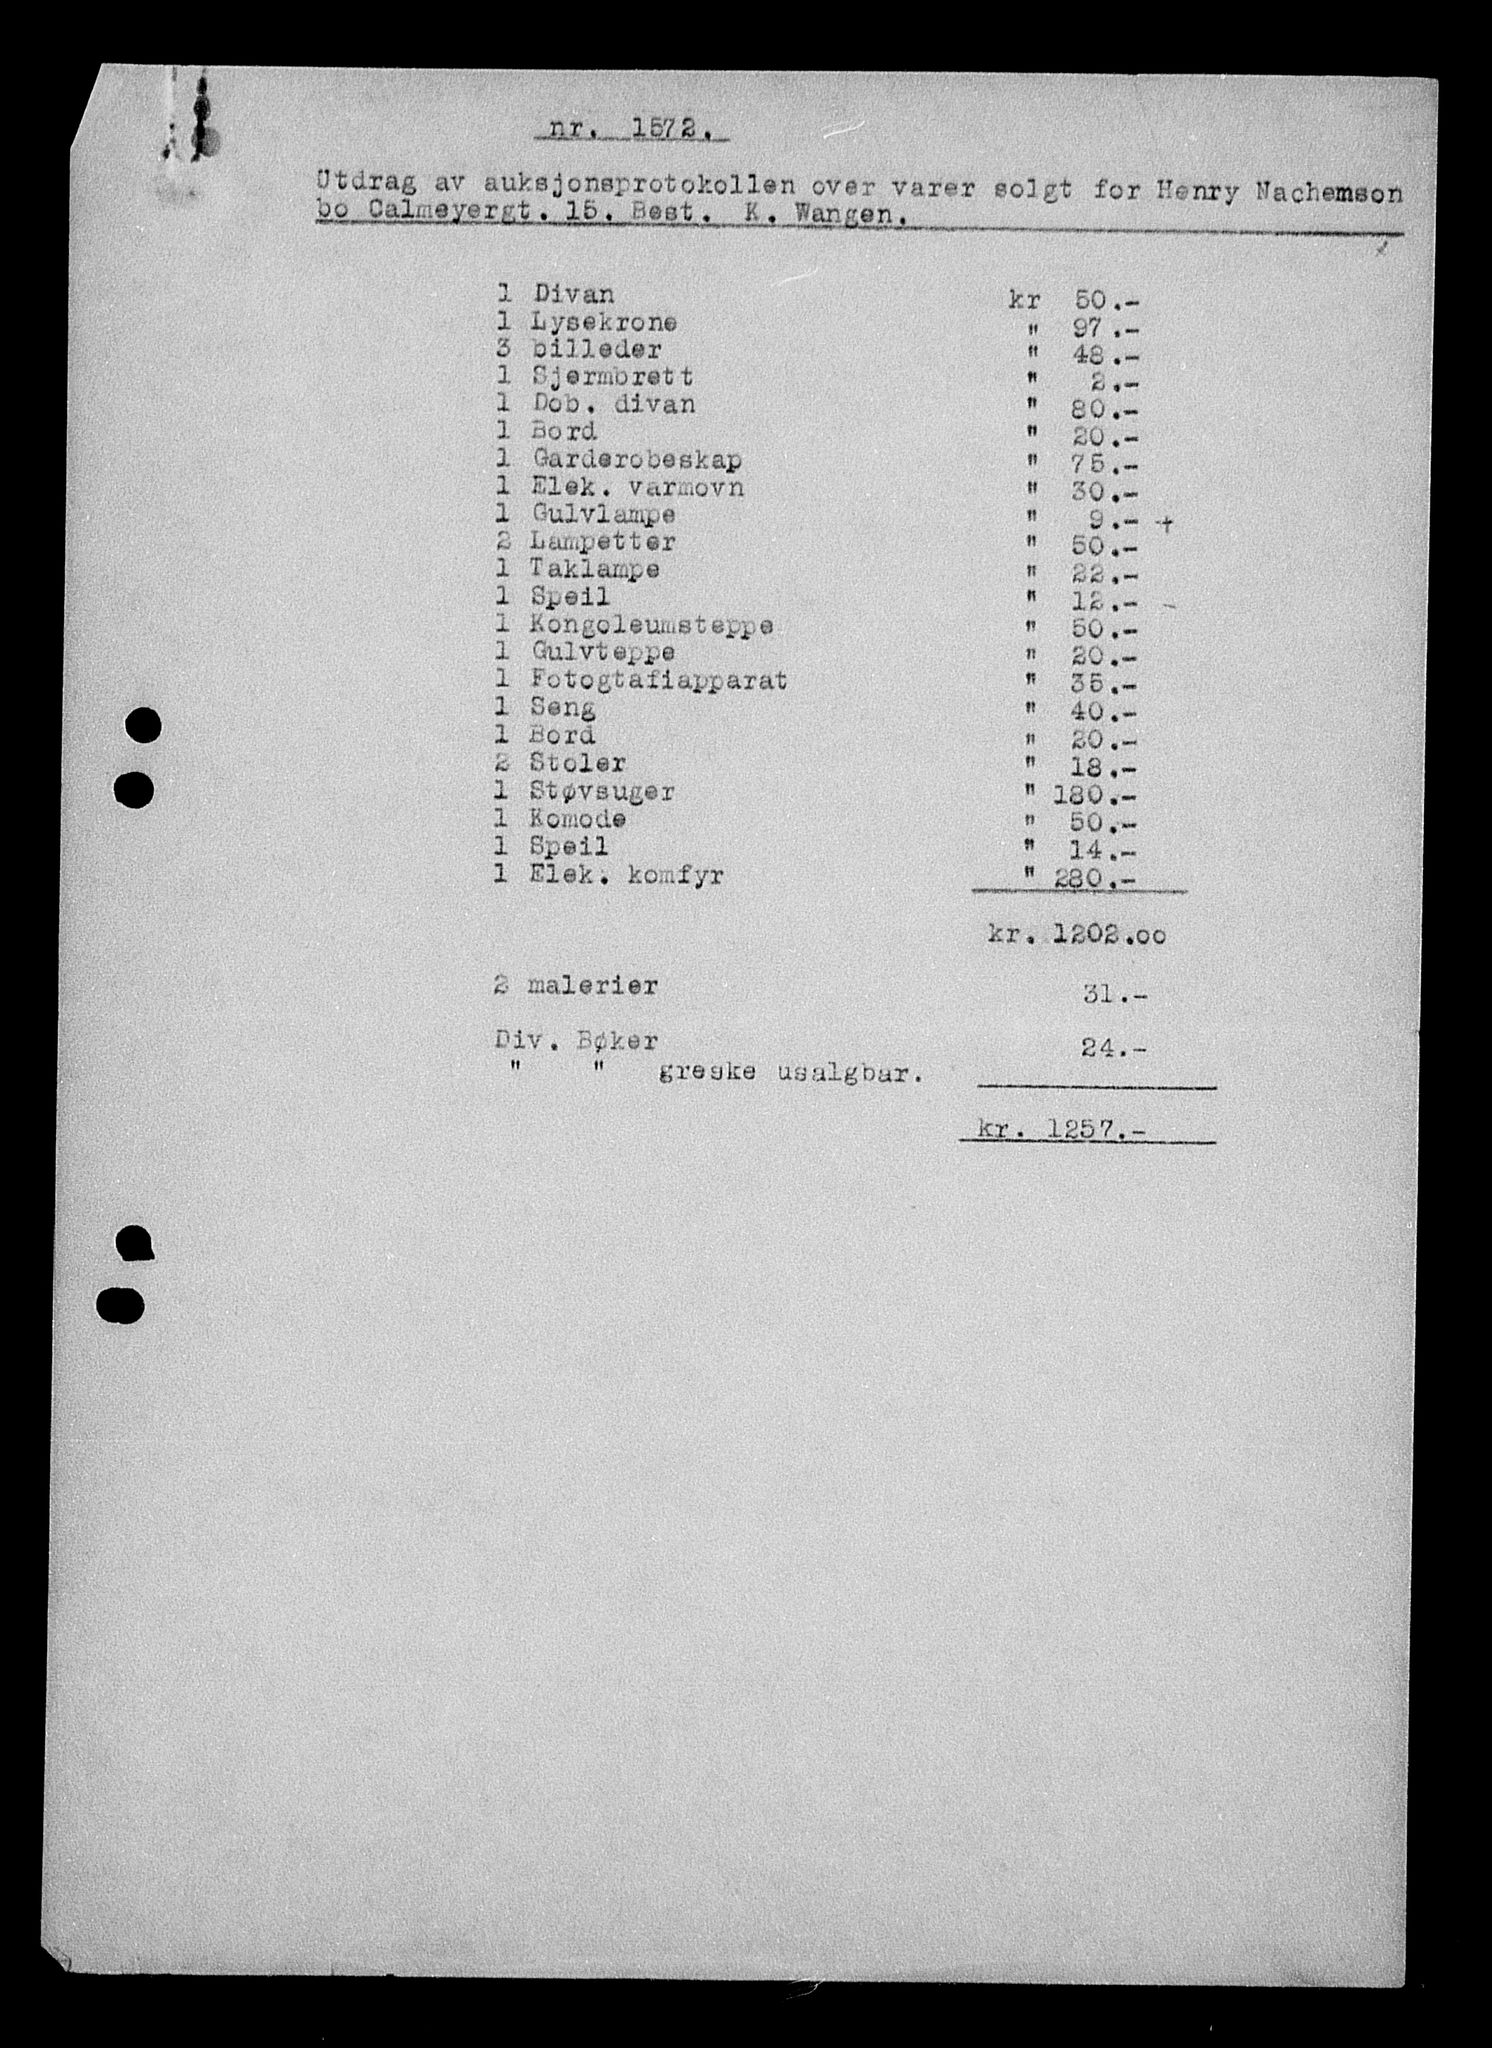 nr. 1572.
Utdrag av auksjonsprotokollen over varer solgt for Henry Nachemson
bo Calmeyergt. 15. Best. K. Wangen.
1 Divan kr 50.-
1 Lysekrone " 97.-
3 billeder " 48.-
1 Sjermbrett " 2.-
1 Dob. divan " 80.-
1 Bord " 20.-
1 Garderobeskap " 75.-
1 Elek. varmovn " 30.-
1 Gulvlampe " 9.- +
2 Lampetter " 50.-
1 Taklampe " 22.-
1 Speil " 12.-
1 Kongoleumsteppe " 50.-
1 Gulvteppe " 20.-
1 Fotogtafiapparat " 35.-
1 Seng " 40.-
1 Bord " 20.-
2 Stoler " 18.-
1 Støvsuger " 180.-
1 Komode " 50.-
1 Speil " 14.-
1 Elek. komfyr " 280.-
kr. 1202.oo
2 malerier 31.-
Div. Bøker 24.-
" " greske usalgbar.
kr. 1257.-